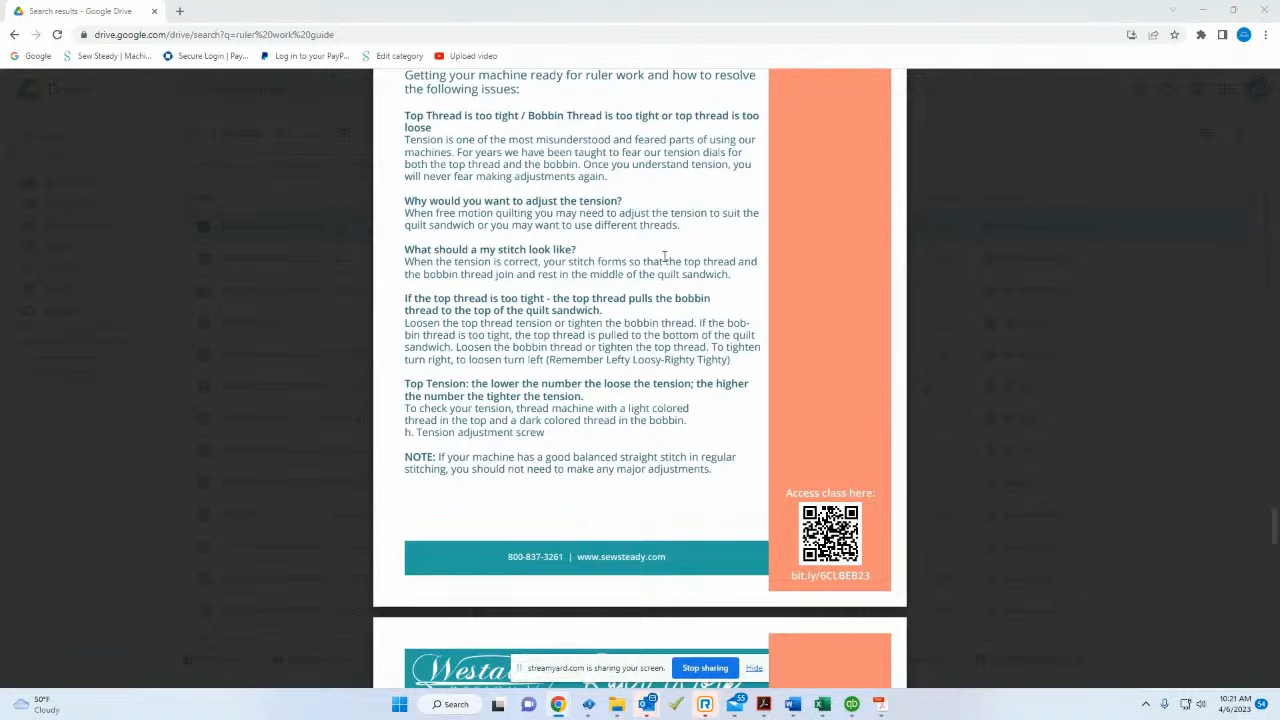 Google Drive
drive.google.com/drive/search?q=ruler%20work%20guide
Google
Sew Steady | Machi...
Secure Login | Pay...
Log in to your PayP...
Edit category
Upload video
Getting your machine ready for ruler work and how to resolve
the following issues:
Top Thread is too tight / Bobbin Thread is too tight or top thread is too
loose
Tension is one of the most misunderstood and feared parts of using our
machines. For years we have been taught to fear our tension dials for
both the top thread and the bobbin. Once you understand tension, you
will never fear making adjustments again.
Why would you want to adjust the tension?
When free motion quilting you may need to adjust the tension to suit the
quilt sandwich or you may want to use different threads.
What should a my stitch look like?
When the tension is correct, your stitch forms so that the top thread and
the bobbin thread join and rest in the middle of the quilt sandwich.
If the top thread is too tight - the top thread pulls the bobbin
thread to the top of the quilt sandwich.
Loosen the top thread tension or tighten the bobbin thread. If the bob-
bin thread is too tight, the top thread is pulled to the bottom of the quilt
sandwich. Loosen the bobbin thread or tighten the top thread. To tighten
turn right, to loosen turn left (Remember Lefty Loosy-Righty Tighty)
Top Tension: the lower the number the loose the tension; the higher
the number the tighter the tension.
To check your tension, thread machine with a light colored
thread in the top and a dark colored thread in the bobbin.
h. Tension adjustment screw
NOTE: If your machine has a good balanced straight stitch in regular
stitching, you should not need to make any major adjustments.
800-837-3261 | www.sewsteady.com
Access class here:
bit.ly/6CLBEB23
Westa
streamyard.com is sharing your screen.
Stop sharing
Hide
50°F
Cloudy
Search
55
10:21 AM
4/6/2023
54